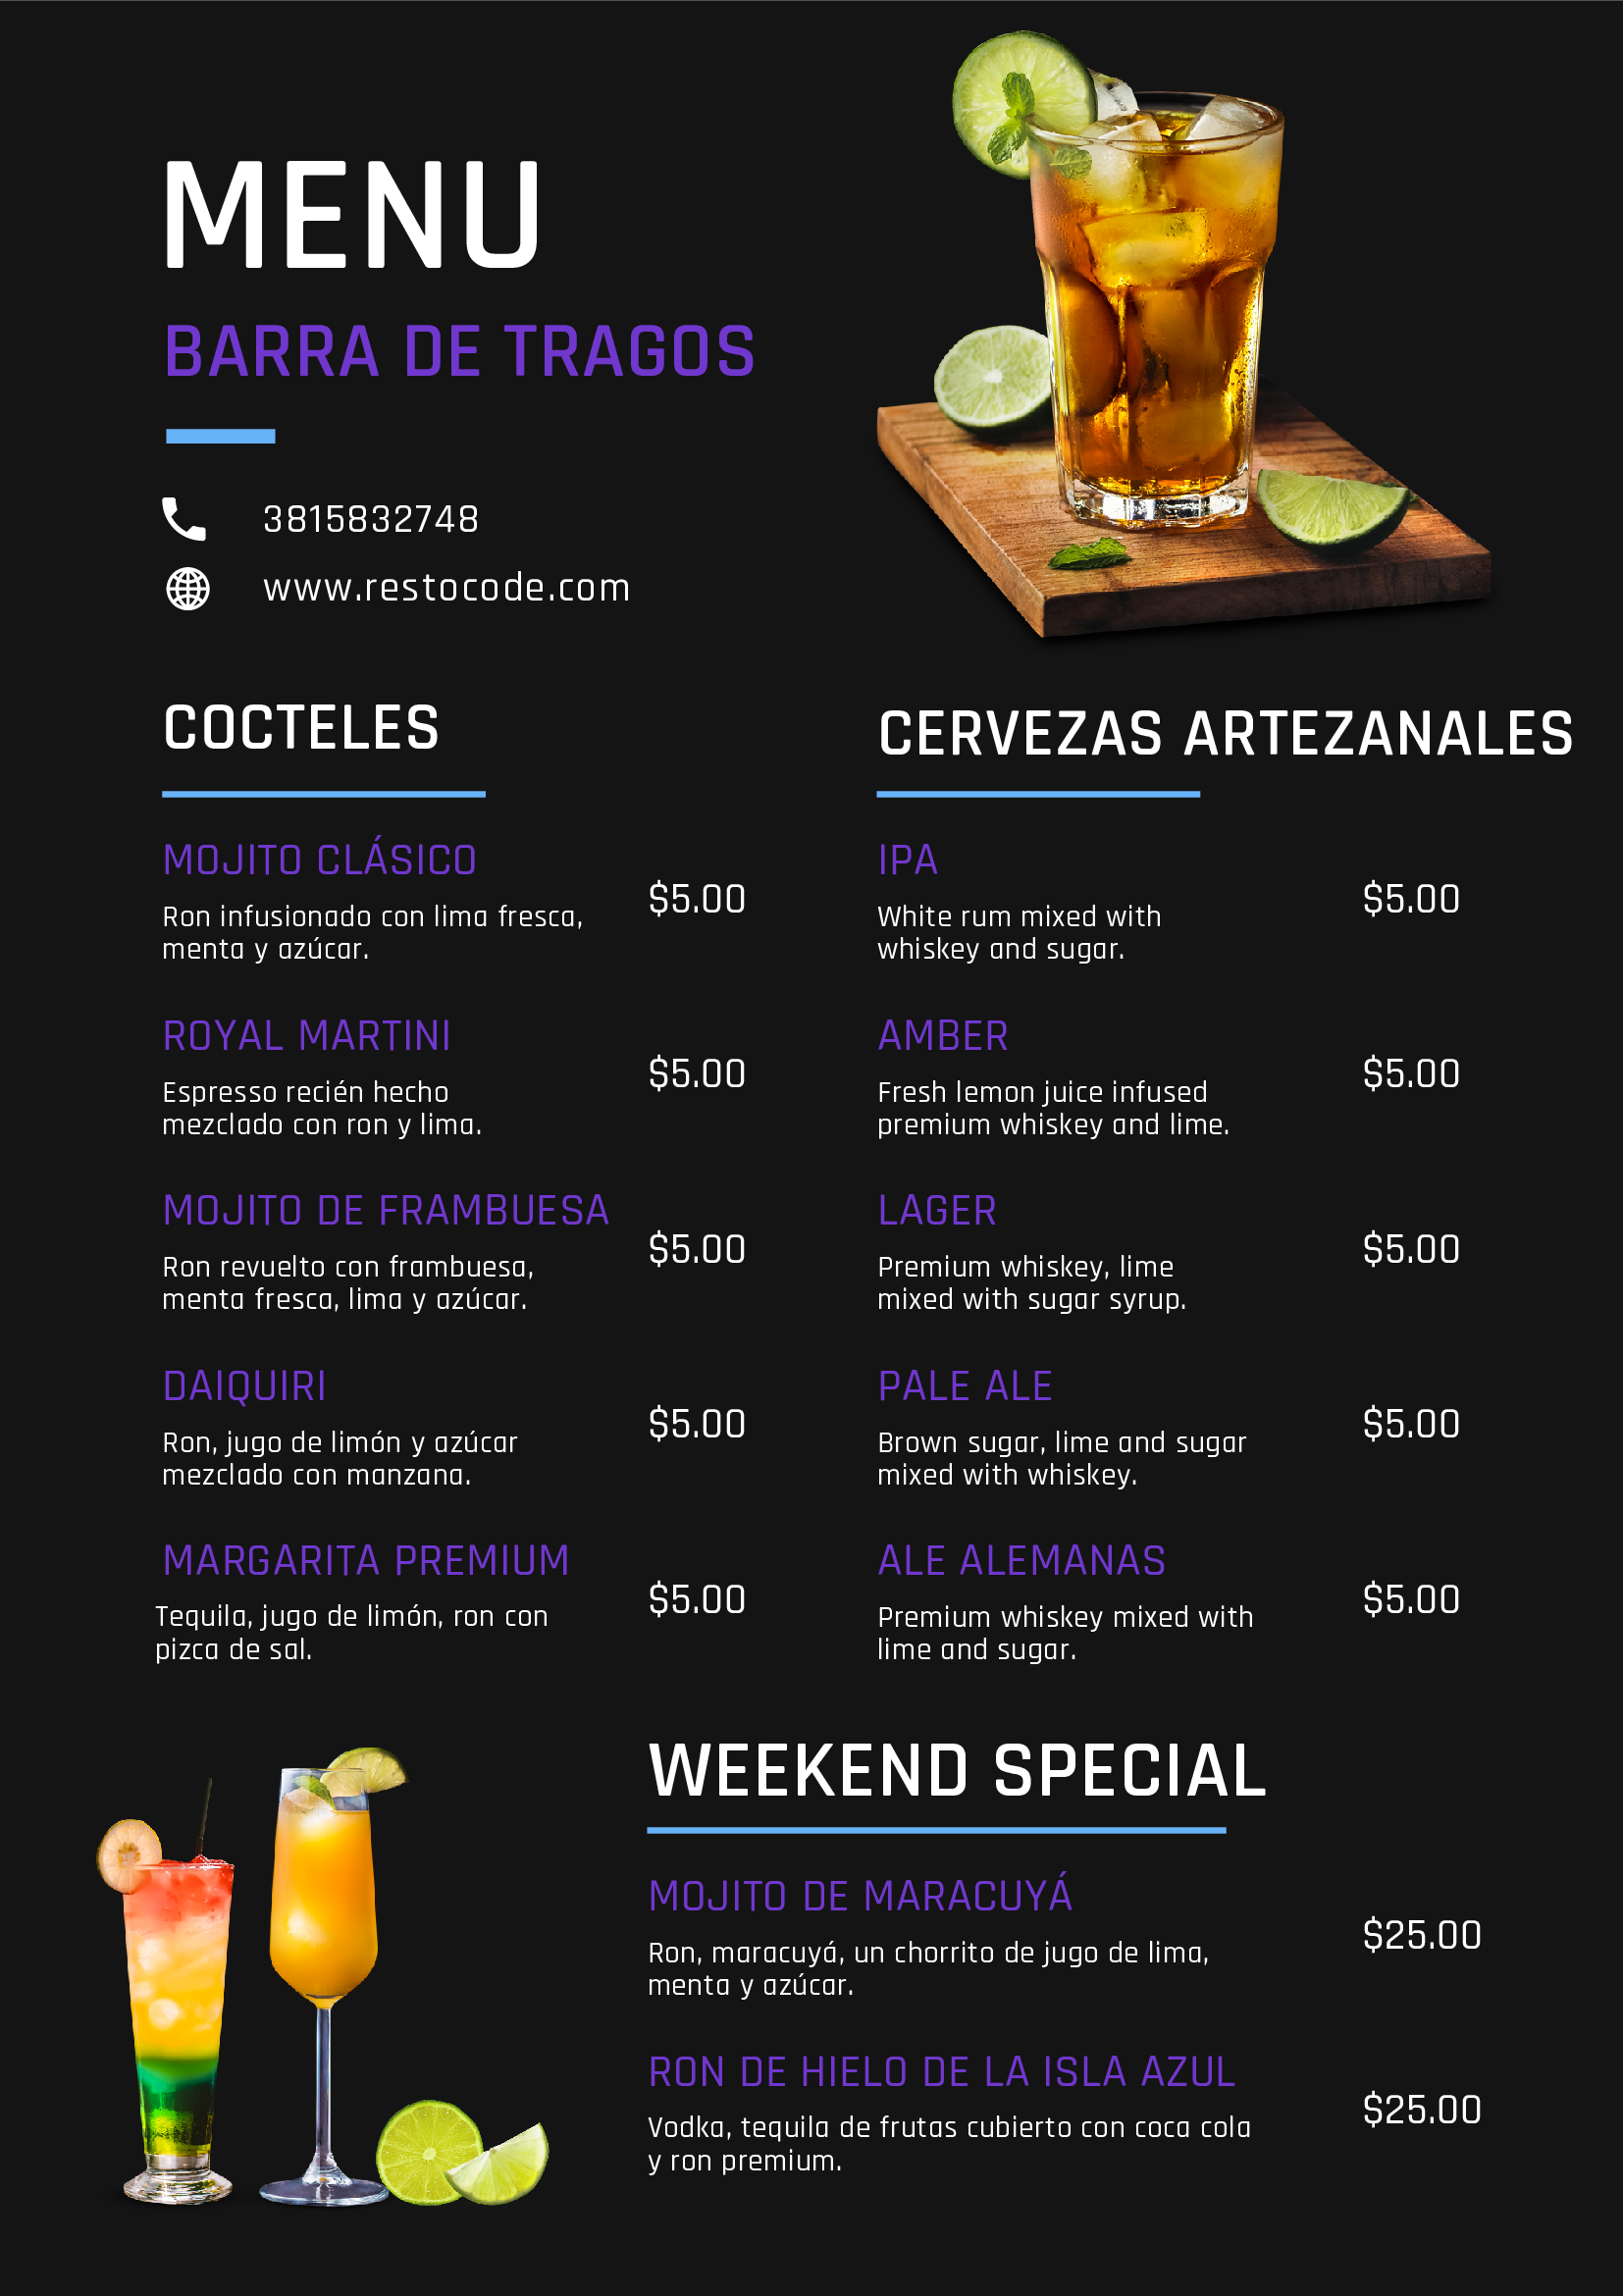 MENU
BARRA DE TRAGOS
3815832748
www.restocode.com
COCTELES
MOJITO CLÁSICO
Ron infusionado con lima fresca,
menta y azúcar.
$5.00
ROYAL MARTINI
Espresso recién hecho
mezclado con ron y lima.
$5.00
MOJITO DE FRAMBUESA
Ron revuelto con frambuesa,
menta fresca, lima y azúcar.
$5.00
DAIQUIRI
Ron, jugo de limón y azúcar
mezclado con manzana.
$5.00
MARGARITA PREMIUM
Tequila, jugo de limón, ron con
pizca de sal.
$5.00
CERVEZAS ARTEZANALES
IPA
White rum mixed with
whiskey and sugar.
$5.00
AMBER
Fresh lemon juice infused
premium whiskey and lime.
$5.00
LAGER
Premium whiskey, lime
mixed with sugar syrup.
$5.00
PALE ALE
Brown sugar, lime and sugar
mixed with whiskey.
$5.00
ALE ALEMANAS
Premium whiskey mixed with
lime and sugar.
$5.00
WEEKEND SPECIAL
MOJITO DE MARACUYÁ
Ron, maracuyá, un chorrito de jugo de lima,
menta y azúcar.
$25.00
RON DE HIELO DE LA ISLA AZUL
Vodka, tequila de frutas cubierto con coca cola
y ron premium.
$25.00